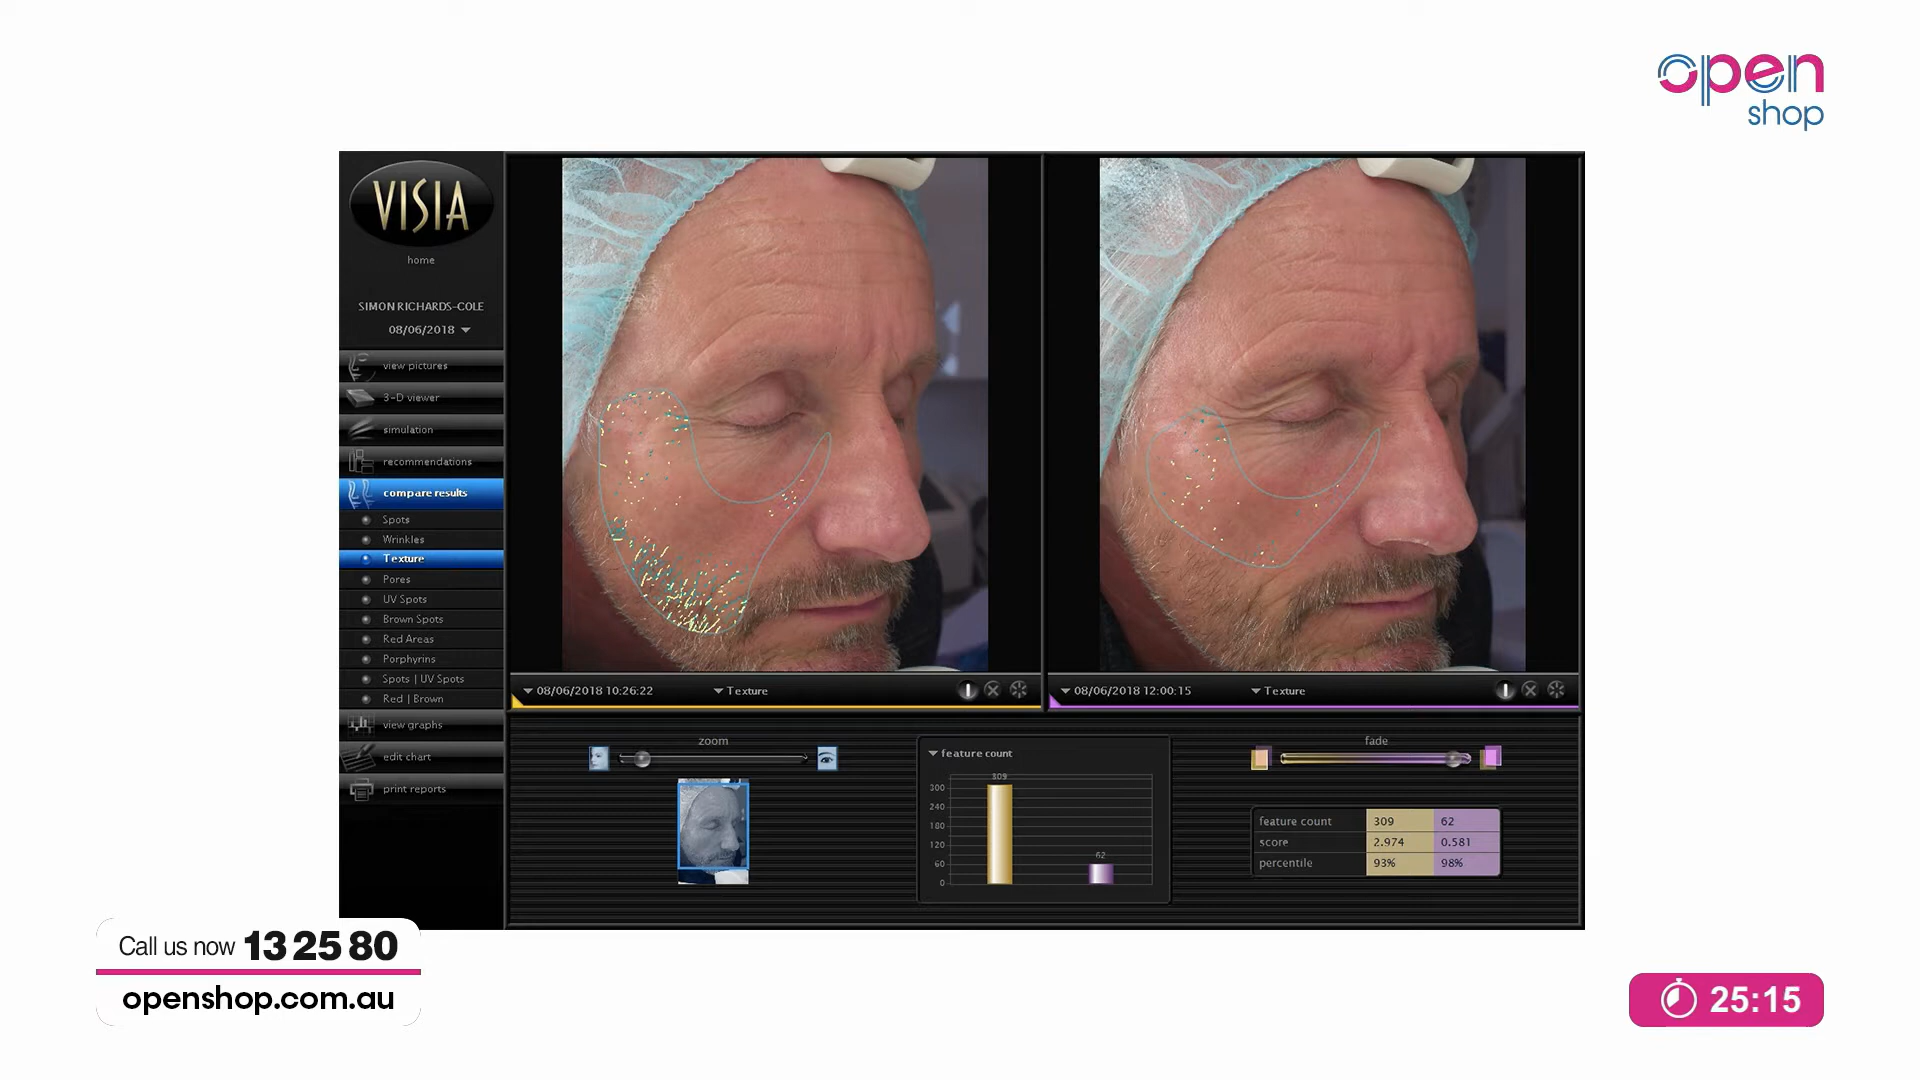 open
shop
VISIA
home
SIMON RICHARDS-COLE
08/06/2018
view pictures
3-D viewer
simulation
recommendations
compare results
Spots
Wrinkles
Texture
Pores
UV Spots
Brown Spots
Red Areas
Porphyrins
Spots | UV Spots
Red | Brown
view graphs
edit chart
print reports
08/06/2018 10:26:22 Texture
08/06/2018 12:00:15 Texture
zoom
feature count
309
300
240
180
120
60
0
62
fade
feature count 309 62
score 2.974 0.581
percentile 93% 98%
Call us now 13 25 80
openshop.com.au
25:15